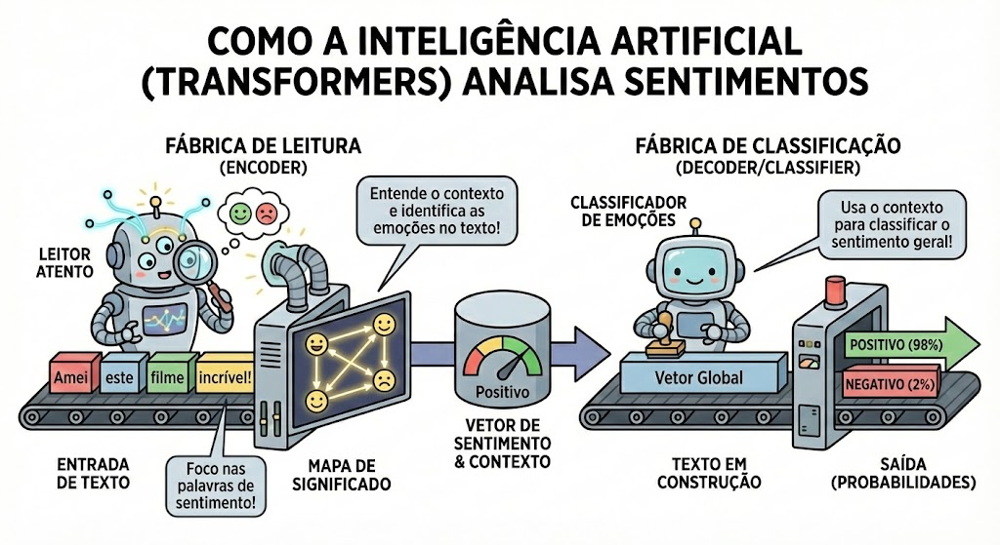 COMO A INTELIGÊNCIA ARTIFICIAL
(TRANSFORMERS) ANALISA SENTIMENTOS
FÁBRICA DE LEITURA
(ENCODER)
LEITOR
ATENTO
Entende o contexto
e identifica as
emoções no texto!
Amei
este
filme
incrível!
ENTRADA
DE TEXTO
Foco nas
palavras de
sentimento!
MAPA DE
SIGNIFICADO
Positivo
VETOR DE
SENTIMENTO
& CONTEXTO
FÁBRICA DE CLASSIFICAÇÃO
(DECODER/CLASSIFIER)
CLASSIFICADOR
DE EMOÇÕES
Usa o contexto
para classificar o
sentimento geral!
Vetor Global
POSITIVO (98%)
NEGATIVO (2%)
TEXTO EM
CONSTRUÇÃO
SAÍDA
(PROBABILIDADES)